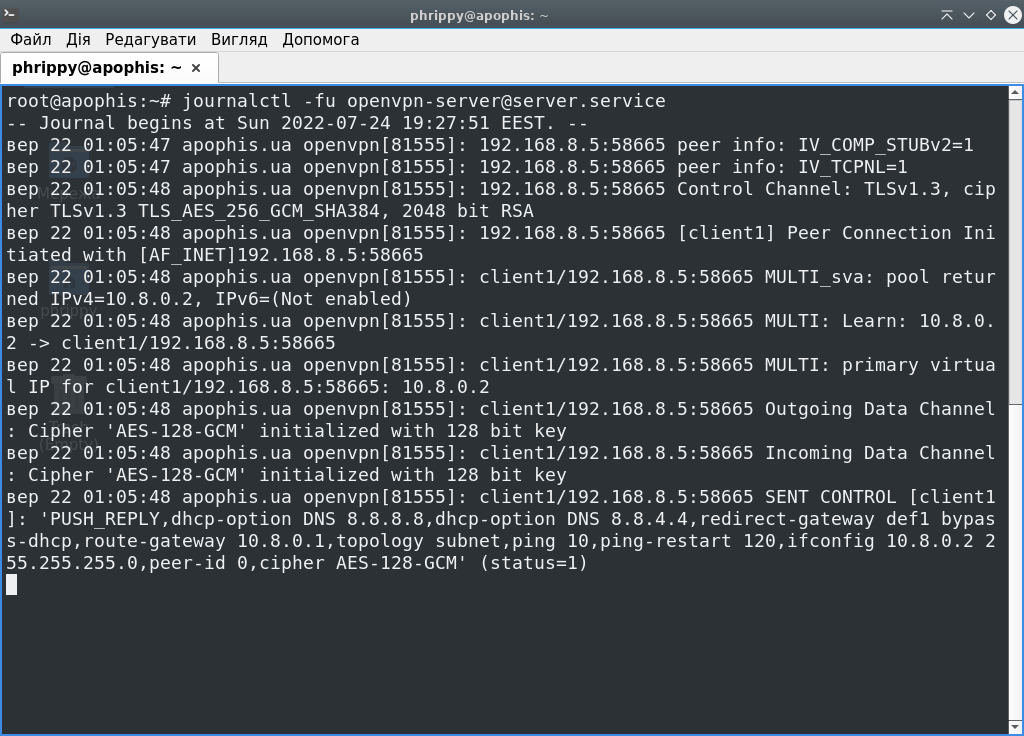 phrippy@apophis: ~
Файл Дія Редагувати Вигляд Допомога
phrippy@apophis: ~ ×
root@apophis:~# journalctl -fu openvpn-server@server.service
-- Journal begins at Sun 2022-07-24 19:27:51 EEST. --
вер 22 01:05:47 apophis.ua openvpn[81555]: 192.168.8.5:58665 peer info: IV_COMP_STUBv2=1
вер 22 01:05:47 apophis.ua openvpn[81555]: 192.168.8.5:58665 peer info: IV_TCPNL=1
вер 22 01:05:48 apophis.ua openvpn[81555]: 192.168.8.5:58665 Control Channel: TLSv1.3, cip
her TLSv1.3 TLS_AES_256_GCM_SHA384, 2048 bit RSA
вер 22 01:05:48 apophis.ua openvpn[81555]: 192.168.8.5:58665 [client1] Peer Connection Ini
tiated with [AF_INET]192.168.8.5:58665
вер 22 01:05:48 apophis.ua openvpn[81555]: client1/192.168.8.5:58665 MULTI_sva: pool retur
ned IPv4=10.8.0.2, IPv6=(Not enabled)
вер 22 01:05:48 apophis.ua openvpn[81555]: client1/192.168.8.5:58665 MULTI: Learn: 10.8.0.
2 -> client1/192.168.8.5:58665
вер 22 01:05:48 apophis.ua openvpn[81555]: client1/192.168.8.5:58665 MULTI: primary virtua
l IP for client1/192.168.8.5:58665: 10.8.0.2
вер 22 01:05:48 apophis.ua openvpn[81555]: client1/192.168.8.5:58665 Outgoing Data Channel
: Cipher 'AES-128-GCM' initialized with 128 bit key
вер 22 01:05:48 apophis.ua openvpn[81555]: client1/192.168.8.5:58665 Incoming Data Channel
: Cipher 'AES-128-GCM' initialized with 128 bit key
вер 22 01:05:48 apophis.ua openvpn[81555]: client1/192.168.8.5:58665 SENT CONTROL [client1
]: 'PUSH_REPLY,dhcp-option DNS 8.8.8.8,dhcp-option DNS 8.8.4.4,redirect-gateway def1 bypas
s-dhcp,route-gateway 10.8.0.1,topology subnet,ping 10,ping-restart 120,ifconfig 10.8.0.2 2
55.255.255.0,peer-id 0,cipher AES-128-GCM' (status=1)